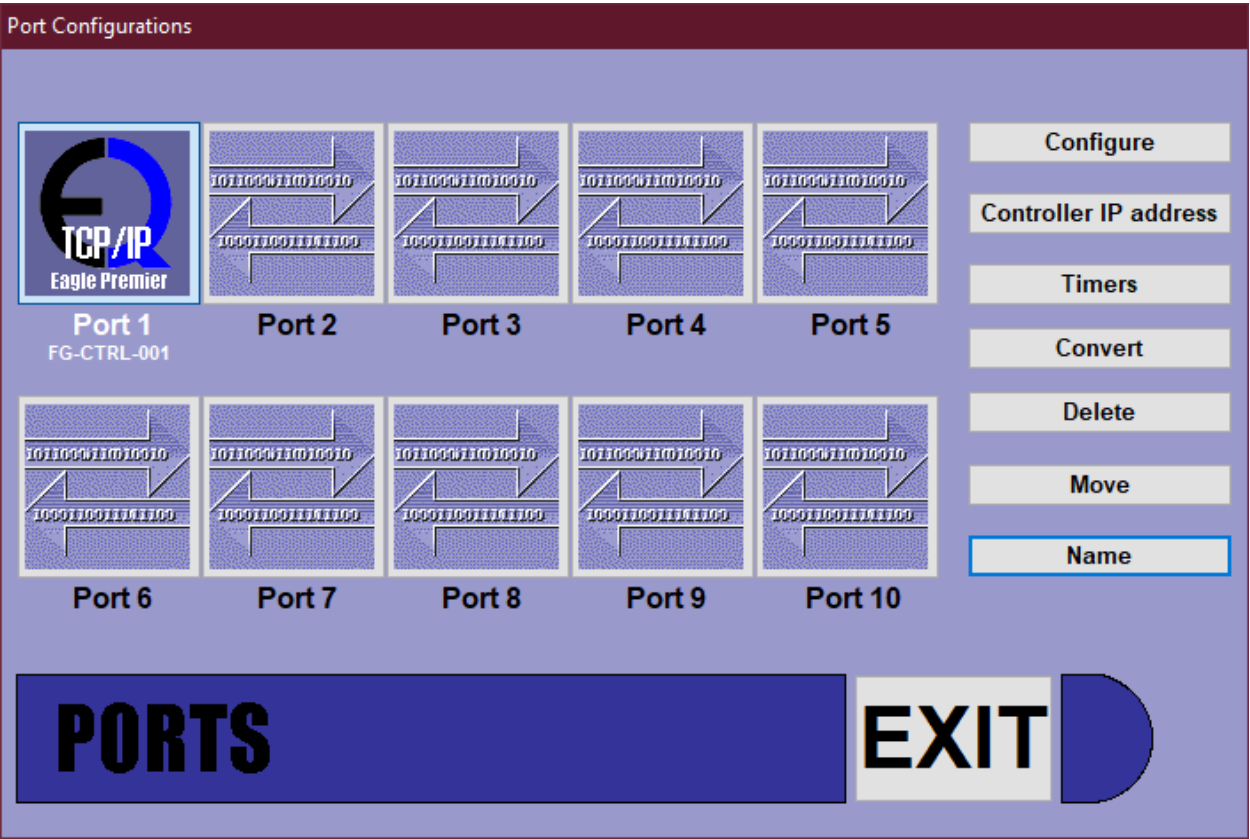 Port Configurations
TCP/IP
Eagle Premier
Port 1
FG-CTRL-001
Port 2
Port 3
Port 4
Port 5
Configure
Controller IP address
Timers
Convert
Delete
Move
Name
Port 6
Port 7
Port 8
Port 9
Port 10
PORTS
EXIT